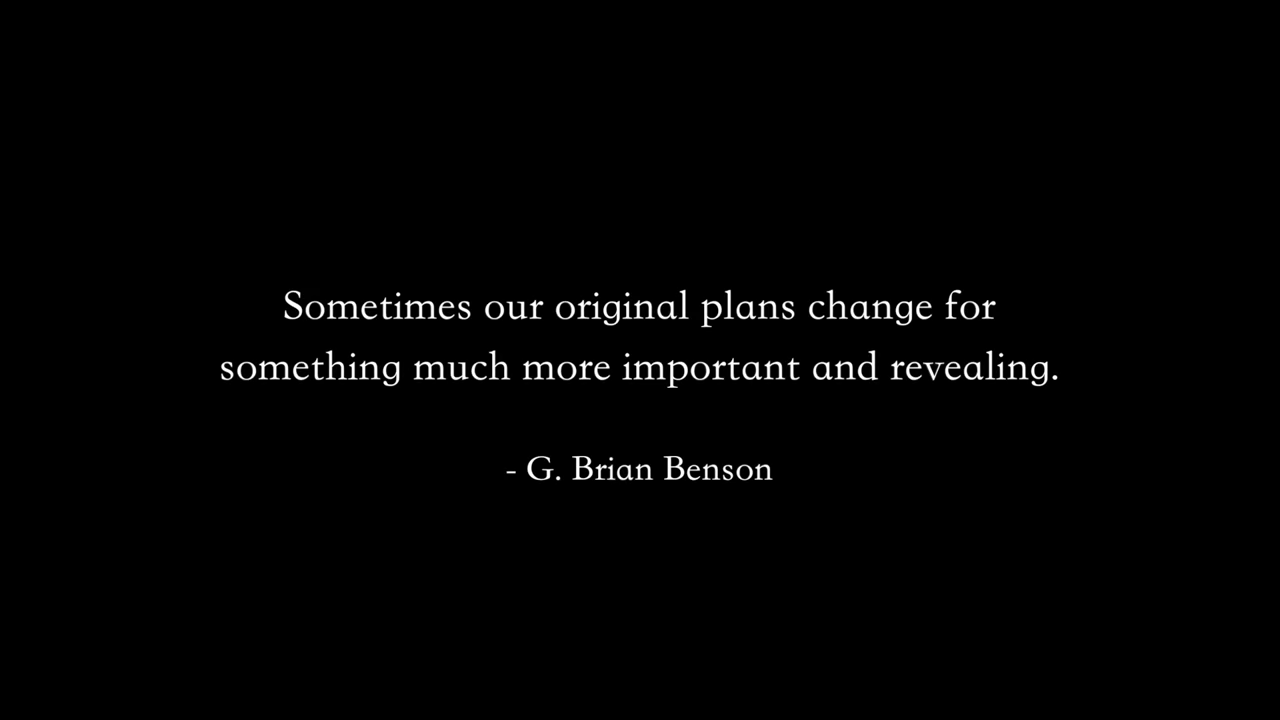 Sometimes our original plans change for
something much more important and revealing.
- G. Brian Benson